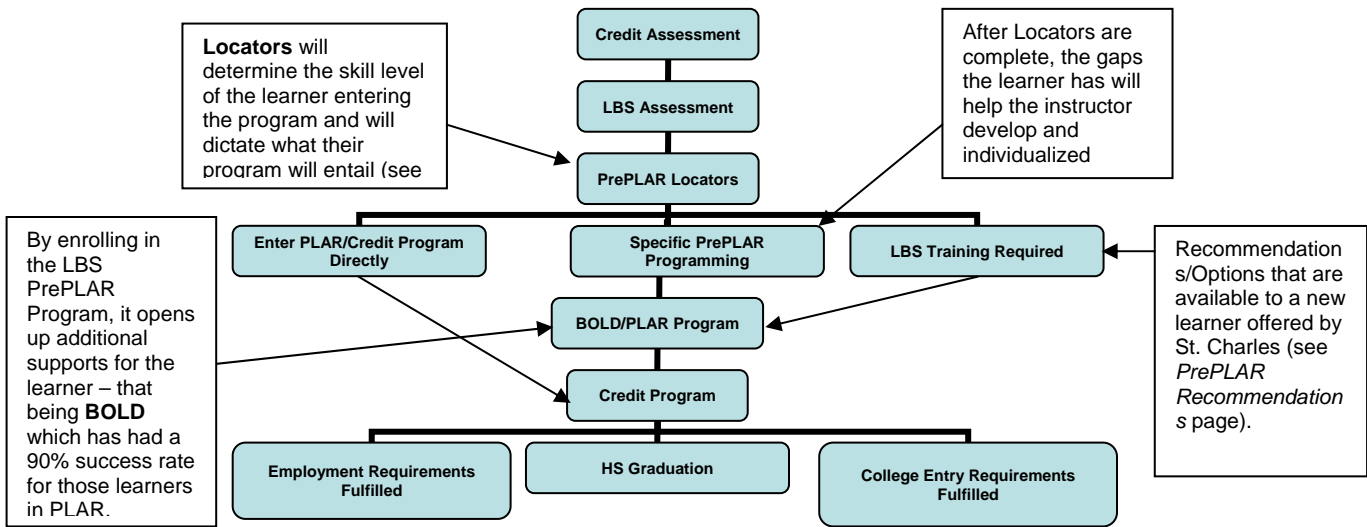 Credit Assessment
Locators will
determine the skill level
of the learner entering
the program and will
dictate what their
program will entail (see
After Locators are
complete, the gaps
the learner has will
help the instructor
develop and
individualized
LBS Assessment
PrePLAR Locators
By enrolling in
the LBS
PrePLAR
Program, it opens
up additional
supports for the
learner – that
being BOLD
which has had a
90% success rate
for those learners
in PLAR.
Enter PLAR/Credit Program
Directly
Specific PrePLAR
Programming
LBS Training Required
Recommendation
s/Options that are
available to a new
learner offered by
St. Charles (see
PrePLAR
Recommendation
s page).
BOLD/PLAR Program
Credit Program
Employment Requirements
Fulfilled
HS Graduation
College Entry Requirements
Fulfilled